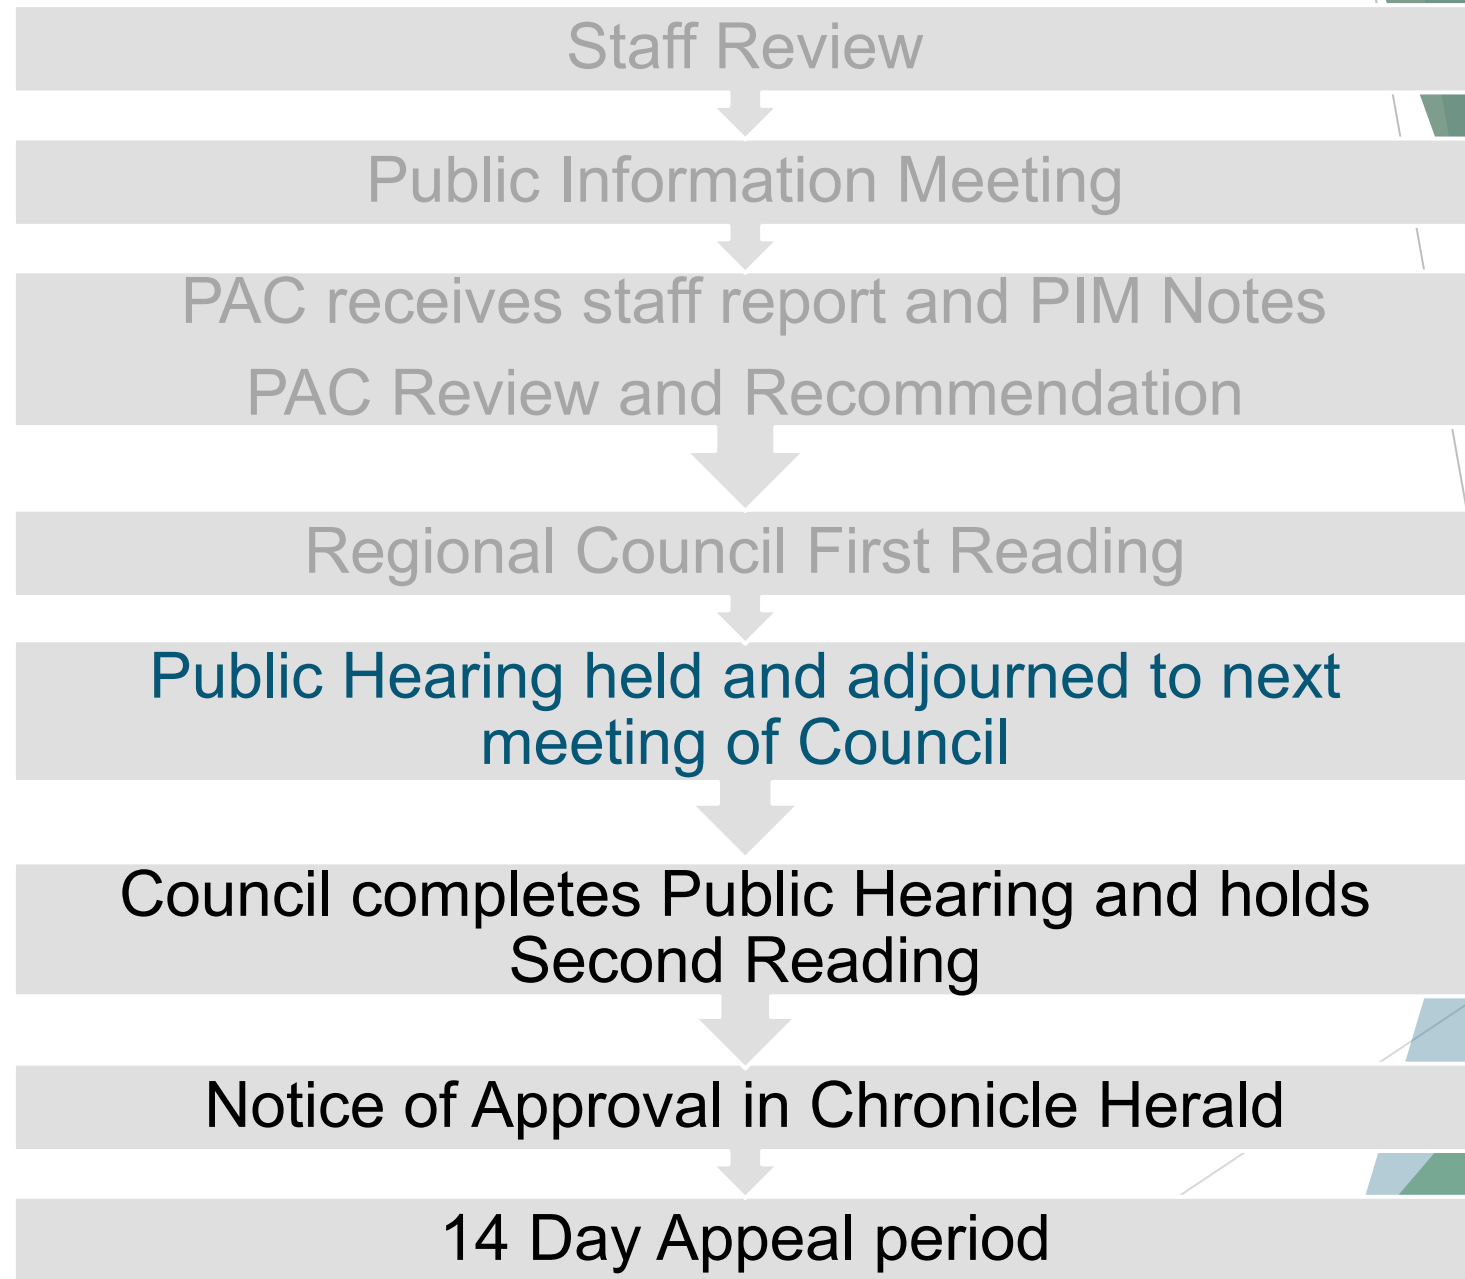 Staff Review
Public Information Meeting
PAC receives staff report and PIM Notes
PAC Review and Recommendation
Regional Council First Reading
Public Hearing held and adjourned to next
meeting of Council
Council completes Public Hearing and holds
Second Reading
Notice of Approval in Chronicle Herald
14 Day Appeal period